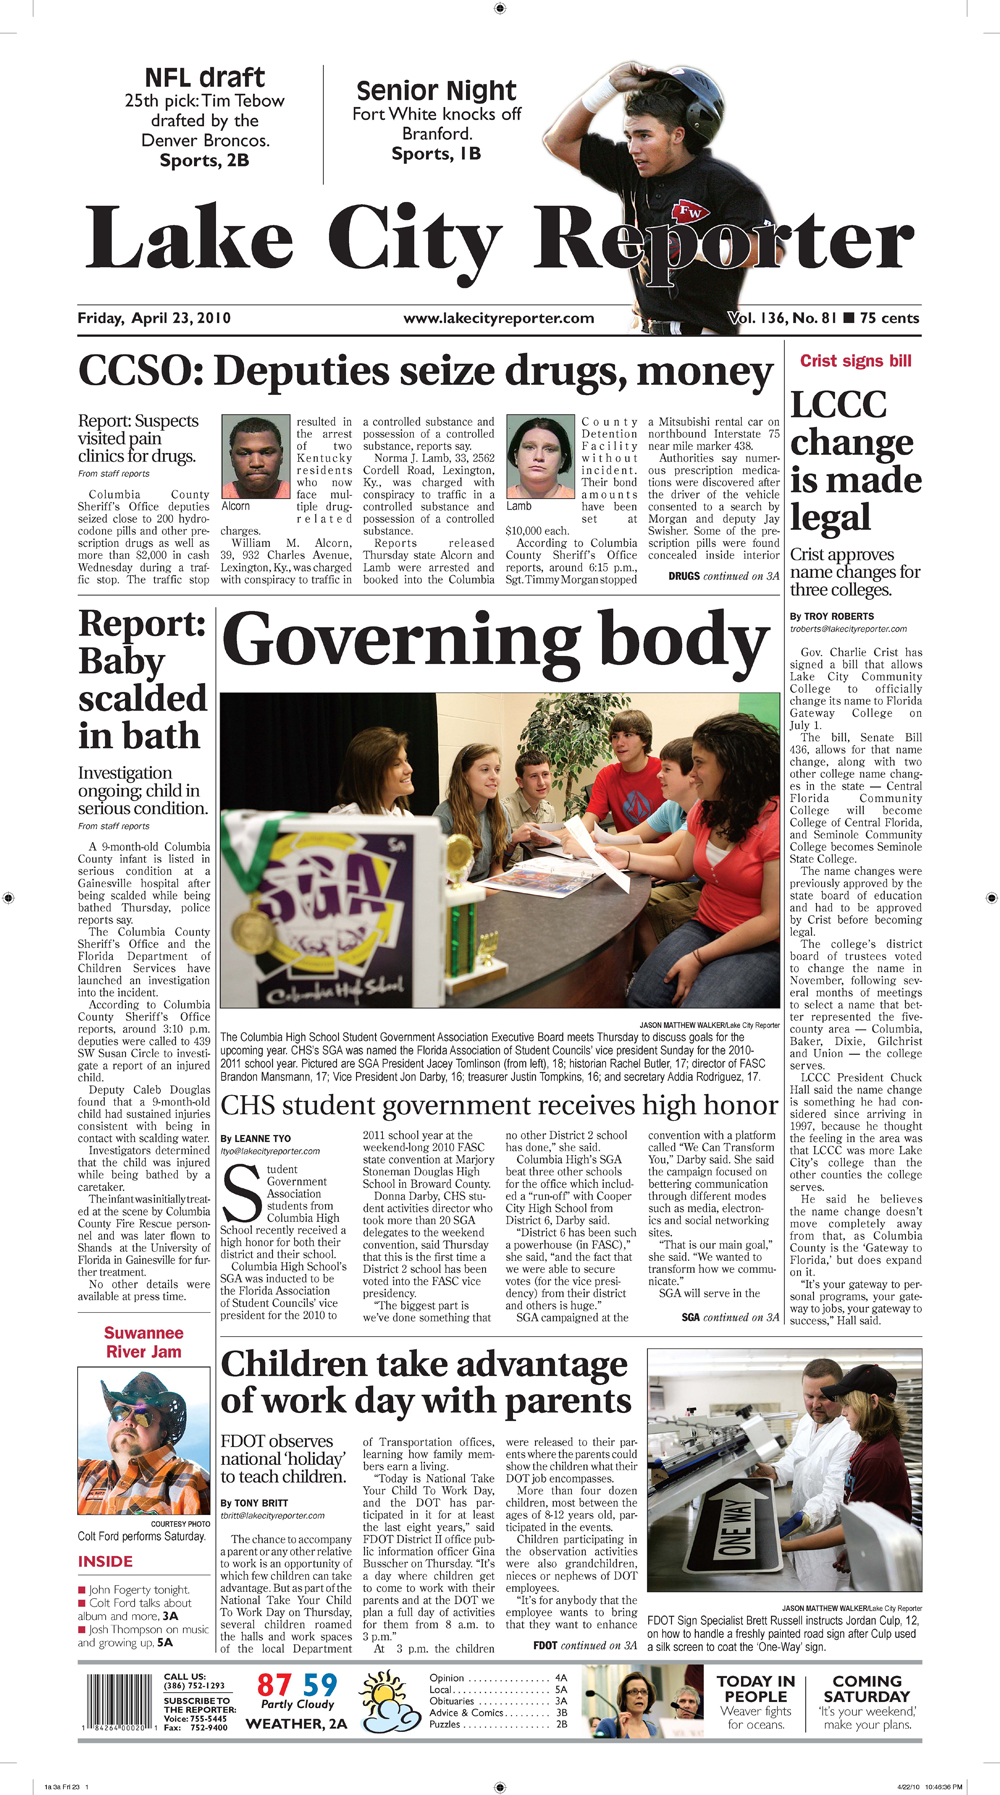 NFL draft
25th pick: Tim Tebow
drafted by the
Denver Broncos.
Sports, 2B
Senior Night
Fort White knocks off
Branford.
Sports, 1B
FW
Lake City Reporter
Friday, April 23, 2010
www.lakecityreporter.com
Vol. 136, No. 81 ■ 75 cents
CCSO: Deputies seize drugs, money
Report: Suspects
visited pain
clinics for drugs.
From staff reports
Columbia County
Sheriff's Office deputies
seized close to 200 hydro-
codone pills and other pre-
scription drugs as well as
more than $2,000 in cash
Wednesday during a traf-
fic stop. The traffic stop
Alcorn
resulted in
the arrest
of two
Kentucky
residents
who now
face mul-
tiple drug-
related
charges.
William M. Alcorn,
39, 932 Charles Avenue,
Lexington, Ky., was charged
with conspiracy to traffic in
a controlled substance and
possession of a controlled
substance, reports say.
Norma J. Lamb, 33, 2562
Cordell Road, Lexington,
Ky., was charged with
conspiracy to traffic in a
controlled substance and
possession of a controlled
substance.
Reports released
Thursday state Alcorn and
Lamb were arrested and
booked into the Columbia
Lamb
County
Detention
Facility
without
incident.
Their bond
amounts
have been
set at
$10,000 each.
According to Columbia
County Sheriff's Office
reports, around 6:15 p.m.,
Sgt. Timmy Morgan stopped
a Mitsubishi rental car on
northbound Interstate 75
near mile marker 438.
Authorities say numer-
ous prescription medica-
tions were discovered after
the driver of the vehicle
consented to a search by
Morgan and deputy Jay
Swisher. Some of the pre-
scription pills were found
concealed inside interior
DRUGS continued on 3A
Crist signs bill
LCCC
change
is made
legal
Crist approves
name changes for
three colleges.
By TROY ROBERTS
troberts@lakecityreporter.com
Gov. Charlie Crist has
signed a bill that allows
Lake City Community
College to officially
change its name to Florida
Gateway College on
July 1.
The bill, Senate Bill
436, allows for that name
change, along with two
other college name chang-
es in the state — Central
Florida Community
College will become
College of Central Florida,
and Seminole Community
College becomes Seminole
State College.
The name changes were
previously approved by the
state board of education
and had to be approved
by Crist before becoming
legal.
The college's district
board of trustees voted
to change the name in
November, following sev-
eral months of meetings
to select a name that bet-
ter represented the five-
county area — Columbia,
Baker, Dixie, Gilchrist
and Union — the college
serves.
LCCC President Chuck
Hall said the name change
is something he had con-
sidered since arriving in
1997, because he thought
the feeling in the area was
that LCCC was more Lake
City's college than the
other counties the college
serves.
He said he believes
the name change doesn't
move completely away
from that, as Columbia
County is the 'Gateway to
Florida,' but does expand
on it.
"It's your gateway to per-
sonal programs, your gate-
way to jobs, your gateway to
success," Hall said.
Report:
Baby
scalded
in bath
Investigation
ongoing; child in
serious condition.
From staff reports
A 9-month-old Columbia
County infant is listed in
serious condition at a
Gainesville hospital after
being scalded while being
bathed Thursday, police
reports say.
The Columbia County
Sheriff's Office and the
Florida Department of
Children Services have
launched an investigation
into the incident.
According to Columbia
County Sheriff's Office
reports, around 3:10 p.m.
deputies were called to 439
SW Susan Circle to investi-
gate a report of an injured
child.
Deputy Caleb Douglas
found that a 9-month-old
child had sustained injuries
consistent with being in
contact with scalding water.
Investigators determined
that the child was injured
while being bathed by a
caretaker.
The infant was initially treat-
ed at the scene by Columbia
County Fire Rescue person-
nel and was later flown to
Shands at the University of
Florida in Gainesville for fur-
ther treatment.
No other details were
available at press time.
Governing body
SGA
Columbia High School
JASON MATTHEW WALKER/Lake City Reporter
The Columbia High School Student Government Association Executive Board meets Thursday to discuss goals for the
upcoming year. CHS's SGA was named the Florida Association of Student Councils' vice president Sunday for the 2010-
2011 school year. Pictured are SGA President Jacey Tomlinson (from left), 18; historian Rachel Butler, 17; director of FASC
Brandon Mansmann, 17; Vice President Jon Darby, 16; treasurer Justin Tompkins, 16; and secretary Addia Rodriguez, 17.
CHS student government receives high honor
By LEANNE TYO
ltyo@lakecityreporter.com
Student
Government
Association
students from
Columbia High
School recently received a
high honor for both their
district and their school.
Columbia High School's
SGA was inducted to be
the Florida Association
of Student Councils' vice
president for the 2010 to
2011 school year at the
weekend-long 2010 FASC
state convention at Marjory
Stoneman Douglas High
School in Broward County.
Donna Darby, CHS stu-
dent activities director who
took more than 20 SGA
delegates to the weekend
convention, said Thursday
that this is the first time a
District 2 school has been
voted into the FASC vice
presidency.
"The biggest part is
we've done something that
no other District 2 school
has done," she said.
Columbia High's SGA
beat three other schools
for the office which includ-
ed a "run-off" with Cooper
City High School from
District 6, Darby said.
"District 6 has been such
a powerhouse (in FASC),"
she said, "and the fact that
we were able to secure
votes (for the vice presi-
dency) from their district
and others is huge."
SGA campaigned at the
convention with a platform
called "We Can Transform
You," Darby said. She said
the campaign focused on
bettering communication
through different modes
such as media, electron-
ics and social networking
sites.
"That is our main goal,"
she said. "We wanted to
transform how we commu-
nicate."
SGA will serve in the
SGA continued on 3A
Suwannee
River Jam
COURTESY PHOTO
Colt Ford performs Saturday.
INSIDE
■ John Fogerty tonight.
■ Colt Ford talks about
album and more, 3A
■ Josh Thompson on music
and growing up, 5A
Children take advantage
of work day with parents
FDOT observes
national 'holiday'
to teach children.
By TONY BRITT
tbritt@lakecityreporter.com
The chance to accompany
a parent or any other relative
to work is an opportunity of
which few children can take
advantage. But as part of the
National Take Your Child
To Work Day on Thursday,
several children roamed
the halls and work spaces
of the local Department
of Transportation offices,
learning how family mem-
bers earn a living.
"Today is National Take
Your Child To Work Day,
and the DOT has par-
ticipated in it for at least
the last eight years," said
FDOT District II office pub-
lic information officer Gina
Busscher on Thursday. "It's
a day where children get
to come to work with their
parents and at the DOT we
plan a full day of activities
for them from 8 a.m. to
3 p.m."
At 3 p.m. the children
were released to their par-
ents where the parents could
show the children what their
DOT job encompasses.
More than four dozen
children, most between the
ages of 8-12 years old, par-
ticipated in the events.
Children participating in
the observation activities
were also grandchildren,
nieces or nephews of DOT
employees.
"It's for anybody that the
employee wants to bring
that they want to enhance
FDOT continued on 3A
ONE WAY
JASON MATTHEW WALKER/Lake City Reporter
FDOT Sign Specialist Brett Russell instructs Jordan Culp, 12,
on how to handle a freshly painted road sign after Culp used
a silk screen to coat the 'One-Way' sign.
1 84264 00020 1
CALL US:
(386) 752-1293
SUBSCRIBE TO
THE REPORTER:
Voice: 755-5445
Fax: 752-9400
87 59
Partly Cloudy
WEATHER, 2A
Opinion . . . . . . . . . . . . . . . 4A
Local . . . . . . . . . . . . . . . . . 5A
Obituaries . . . . . . . . . . . . . 3A
Advice & Comics . . . . . . . . 3B
Puzzles . . . . . . . . . . . . . . . . 2B
TODAY IN
PEOPLE
Weaver fights
for oceans.
COMING
SATURDAY
'It's your weekend,'
make your plans.
1a 3a Fri 23 1
4/22/10 10:46:36 PM